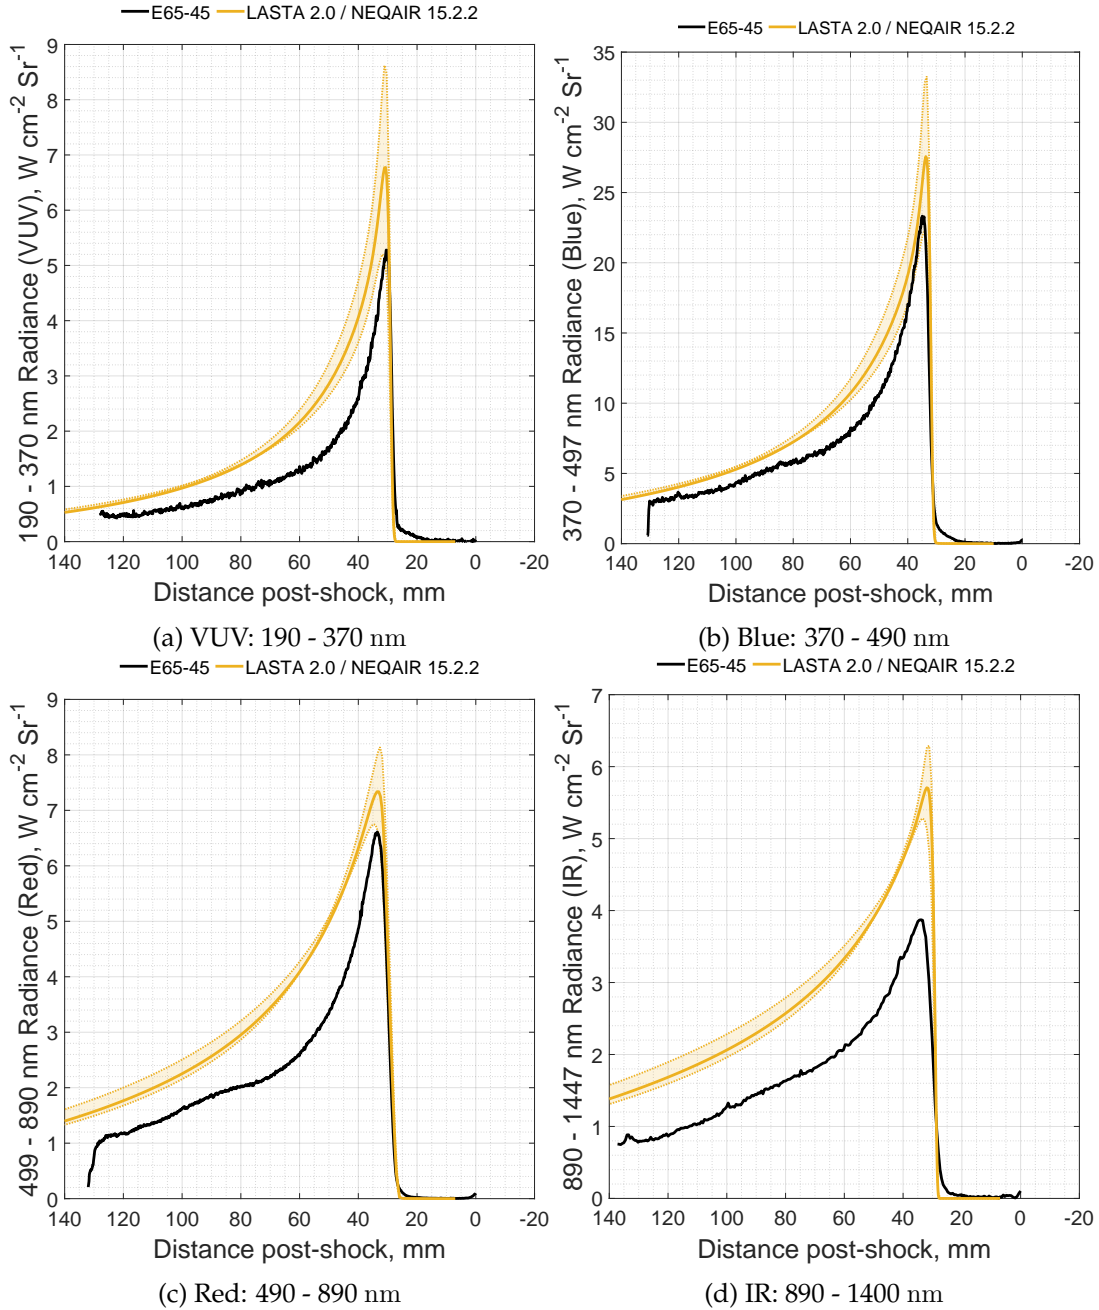 E65-45 LASTA 2.0 / NEQAIR 15.2.2
190 - 370 nm Radiance (VUV), W cm-2 Sr-1
9
8
7
6
5
4
3
2
1
0
140 120 100 80 60 40 20 0 -20
Distance post-shock, mm
(a) VUV: 190 - 370 nm
E65-45 LASTA 2.0 / NEQAIR 15.2.2
370 - 497 nm Radiance (Blue), W cm-2 Sr-1
35
30
25
20
15
10
5
0
140 120 100 80 60 40 20 0 -20
Distance post-shock, mm
(b) Blue: 370 - 490 nm
E65-45 LASTA 2.0 / NEQAIR 15.2.2
499 - 890 nm Radiance (Red), W cm-2 Sr-1
9
8
7
6
5
4
3
2
1
0
140 120 100 80 60 40 20 0 -20
Distance post-shock, mm
(c) Red: 490 - 890 nm
E65-45 LASTA 2.0 / NEQAIR 15.2.2
890 - 1447 nm Radiance (IR), W cm-2 Sr-1
7
6
5
4
3
2
1
0
140 120 100 80 60 40 20 0 -20
Distance post-shock, mm
(d) IR: 890 - 1400 nm